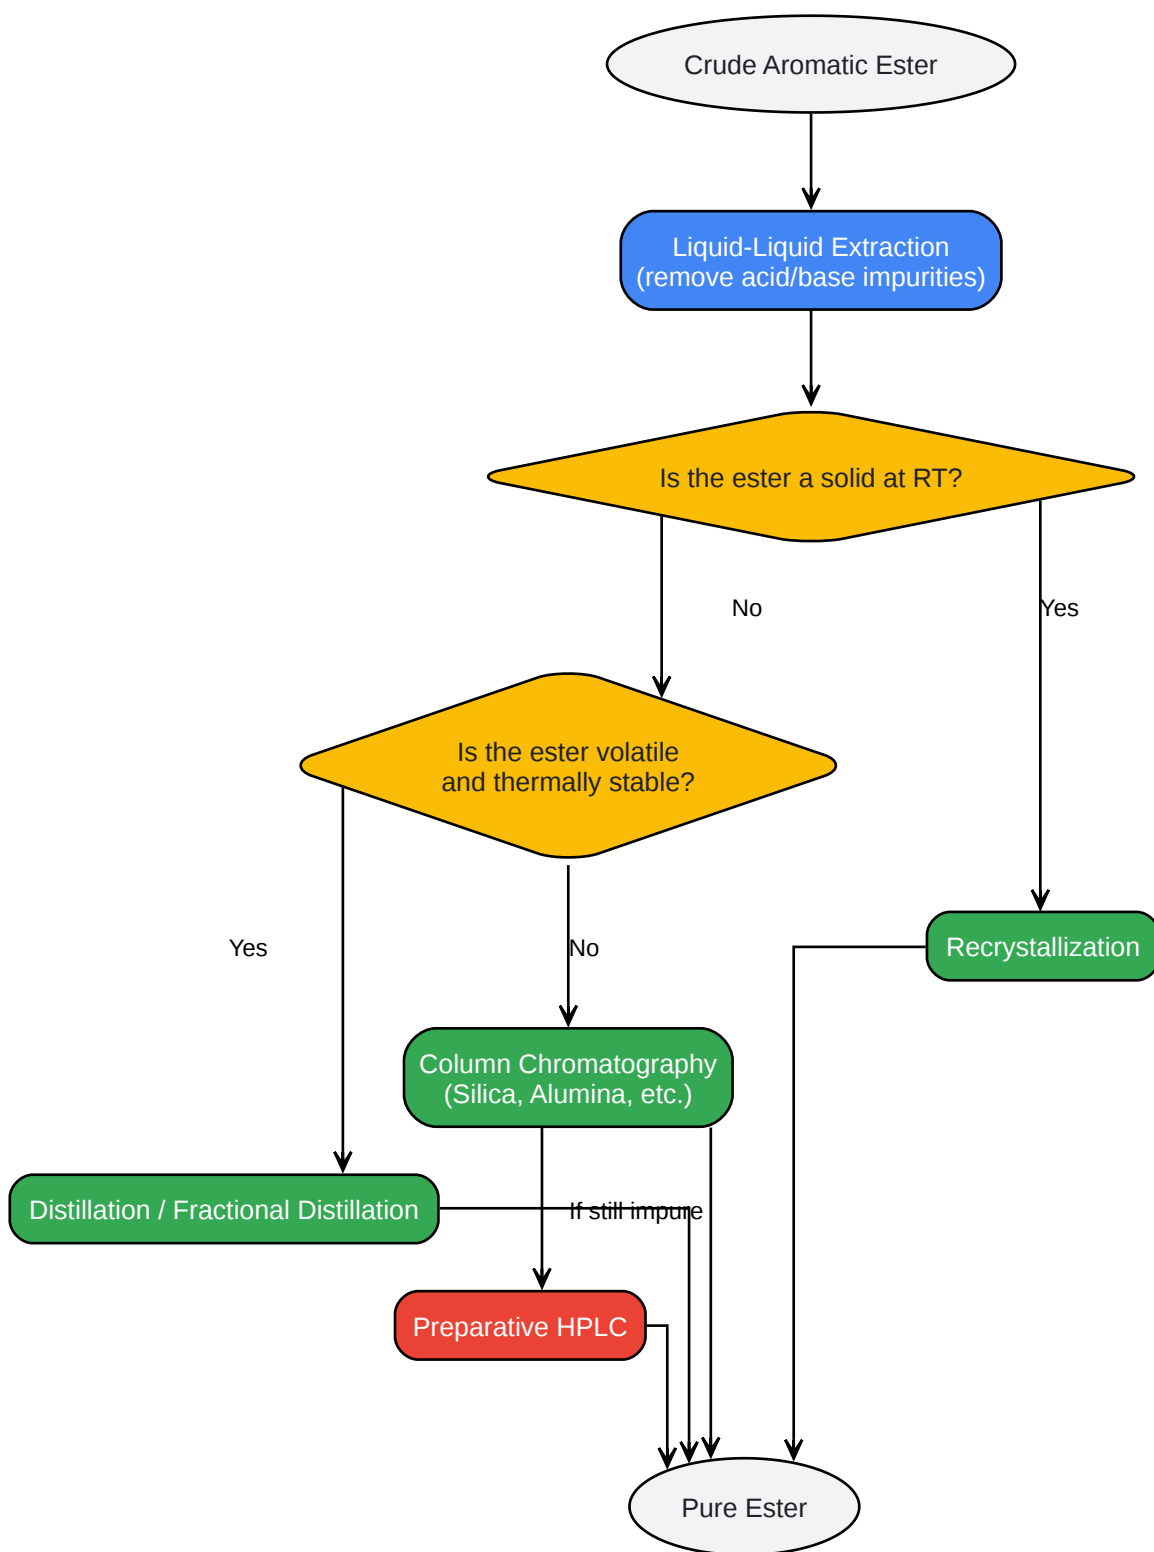 Crude Aromatic Ester
Liquid-Liquid Extraction
(remove acid/base impurities)
Is the ester a solid at RT?
No
Yes
Is the ester volatile
and thermally stable?
Yes
No
Recrystallization
Column Chromatography
(Silica, Alumina, etc.)
Distillation / Fractional Distillation
If still impure
Preparative HPLC
Pure Ester